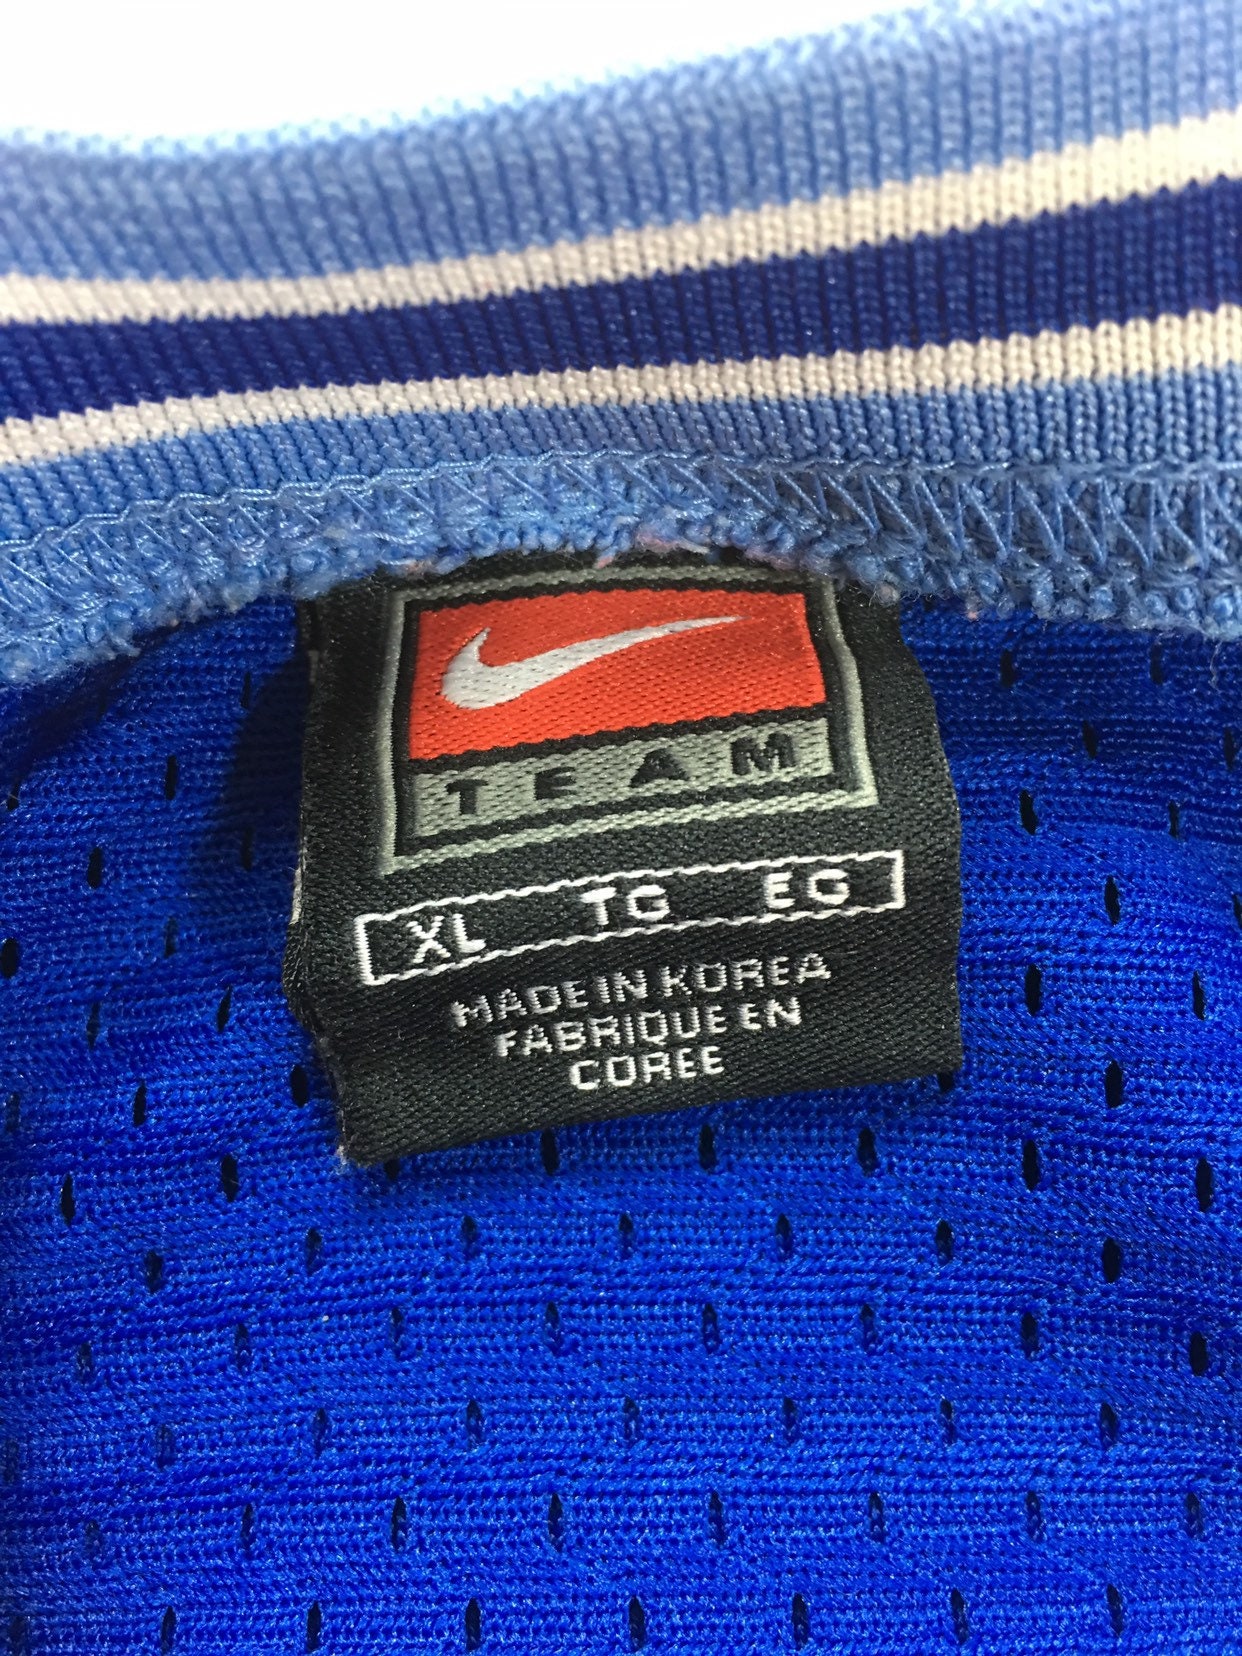 TEAM
XL TG EG
MADE IN KOREA
FABRIQUE EN
COREE